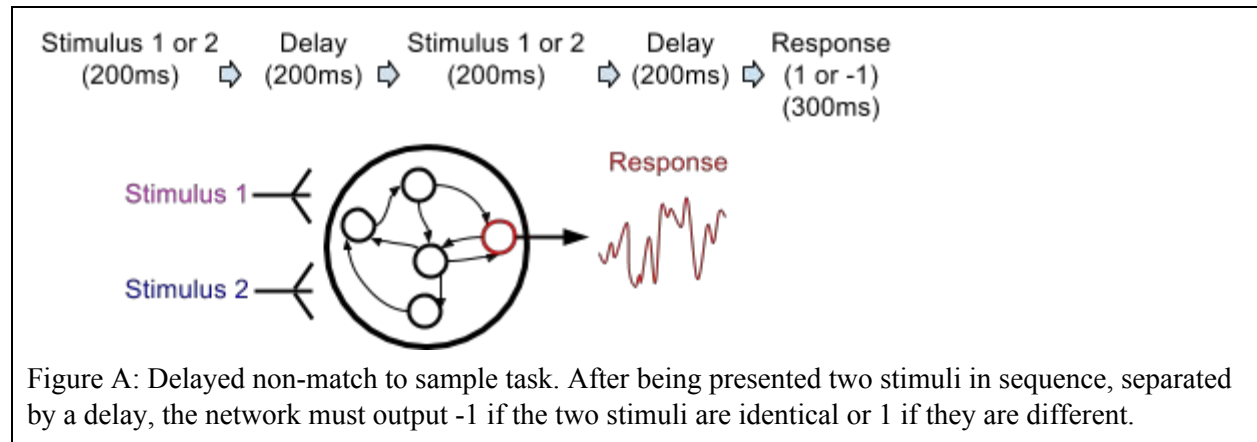 Stimulus 1 or 2 Delay Stimulus 1 or 2 Delay Response
(200ms) (200ms) (200ms) (200ms) (1 or -1)
(300ms)
Response
Stimulus 1
Stimulus 2
Figure A: Delayed non-match to sample task. After being presented two stimuli in sequence, separated
by a delay, the network must output -1 if the two stimuli are identical or 1 if they are different.